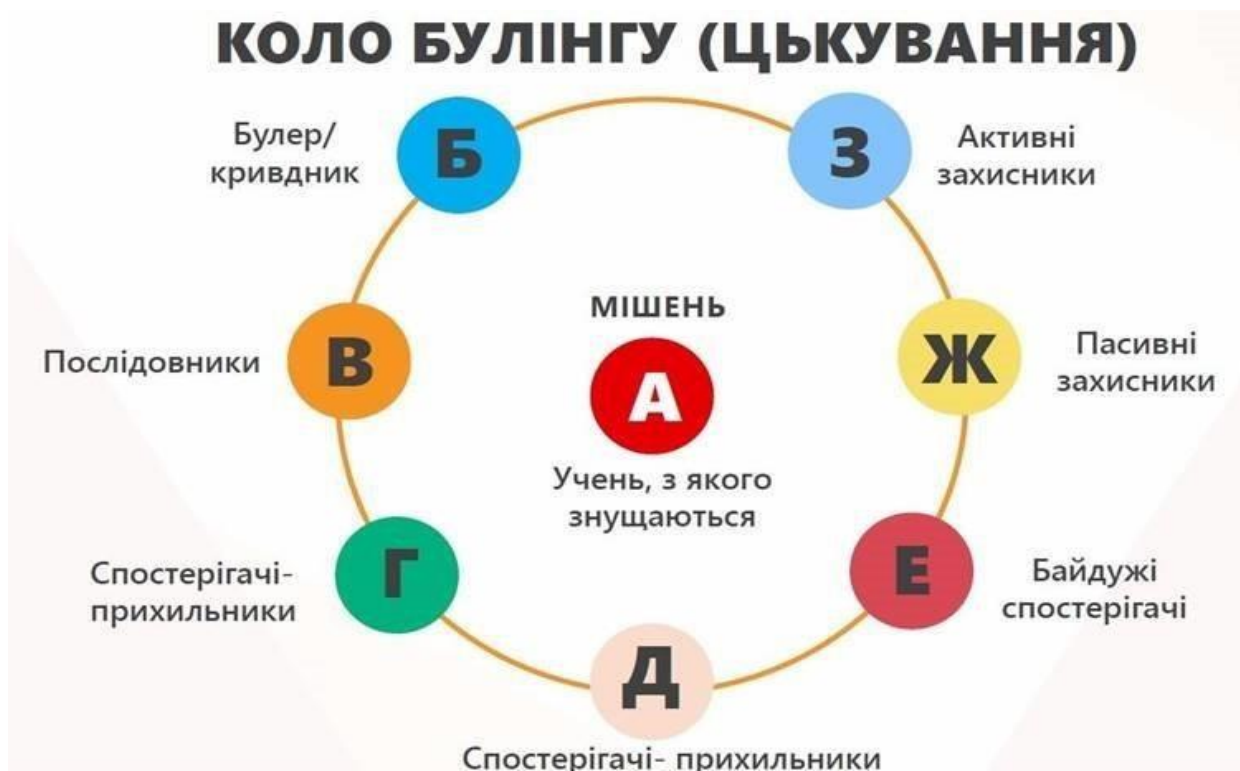 КОЛО БУЛІНГУ (ЦЬКУВАННЯ)
Булер/
кривдник
Б
З
Активні
захисники
Послідовники
В
МІШЕНЬ
А
Учень, з якого
знущаються
Ж
Пасивні
захисники
Спостерігачі-
прихильники
Г
Е
Байдужі
спостерігачі
Д
Спостерігачі- прихильники